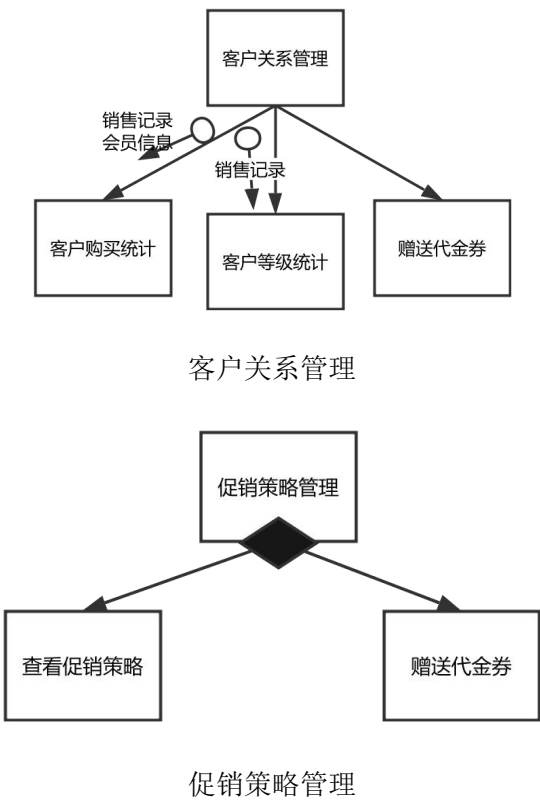 客户关系管理
销售记录
会员信息
销售记录
客户购买统计
客户等级统计
赠送代金券
客户关系管理
促销策略管理
查看促销策略
赠送代金券
促销策略管理